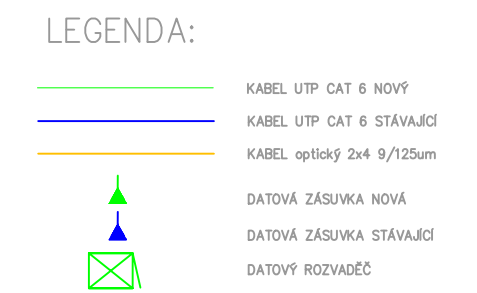 LEGENDA:
KABEL UTP CAT 6 NOVÝ
KABEL UTP CAT 6 STÁVAJÍCÍ
KABEL optický 2x4 9/125um
DATOVÁ ZÁSUVKA NOVÁ
DATOVÁ ZÁSUVKA STÁVAJÍCÍ
DATOVÝ ROZVADĚČ